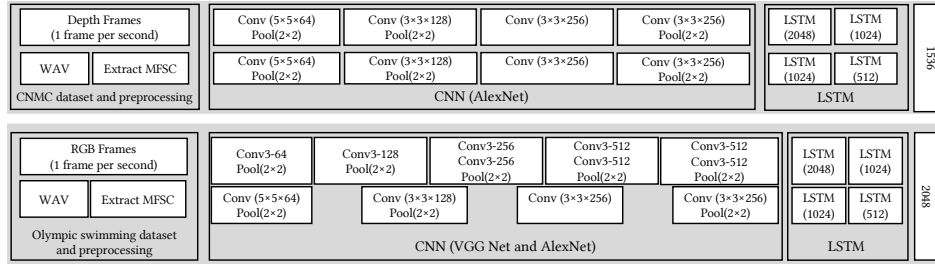 Depth Frames
(1 frame per second)
WAV
Extract MFSC
CNMC dataset and preprocessing
Conv (5×5×64)
Pool(2×2)
Conv (3×3×128)
Pool(2×2)
Conv (3×3×256)
Conv (3×3×256)
Pool(2×2)
Conv (5×5×64)
Pool(2×2)
Conv (3×3×128)
Pool(2×2)
Conv (3×3×256)
Conv (3×3×256)
Pool(2×2)
CNN (AlexNet)
LSTM
(2048)
LSTM
(1024)
LSTM
(1024)
LSTM
(512)
LSTM
1536
RGB Frames
(1 frame per second)
WAV
Extract MFSC
Olympic swimming dataset
and preprocessing
Conv3-64
Pool(2×2)
Conv3-128
Pool(2×2)
Conv3-256
Conv3-256
Pool(2×2)
Conv3-512
Conv3-512
Pool(2×2)
Conv3-512
Conv3-512
Pool(2×2)
Conv (5×5×64)
Pool(2×2)
Conv (3×3×128)
Pool(2×2)
Conv (3×3×256)
Conv (3×3×256)
Pool(2×2)
CNN (VGG Net and AlexNet)
LSTM
(2048)
LSTM
(1024)
LSTM
(1024)
LSTM
(512)
LSTM
2048